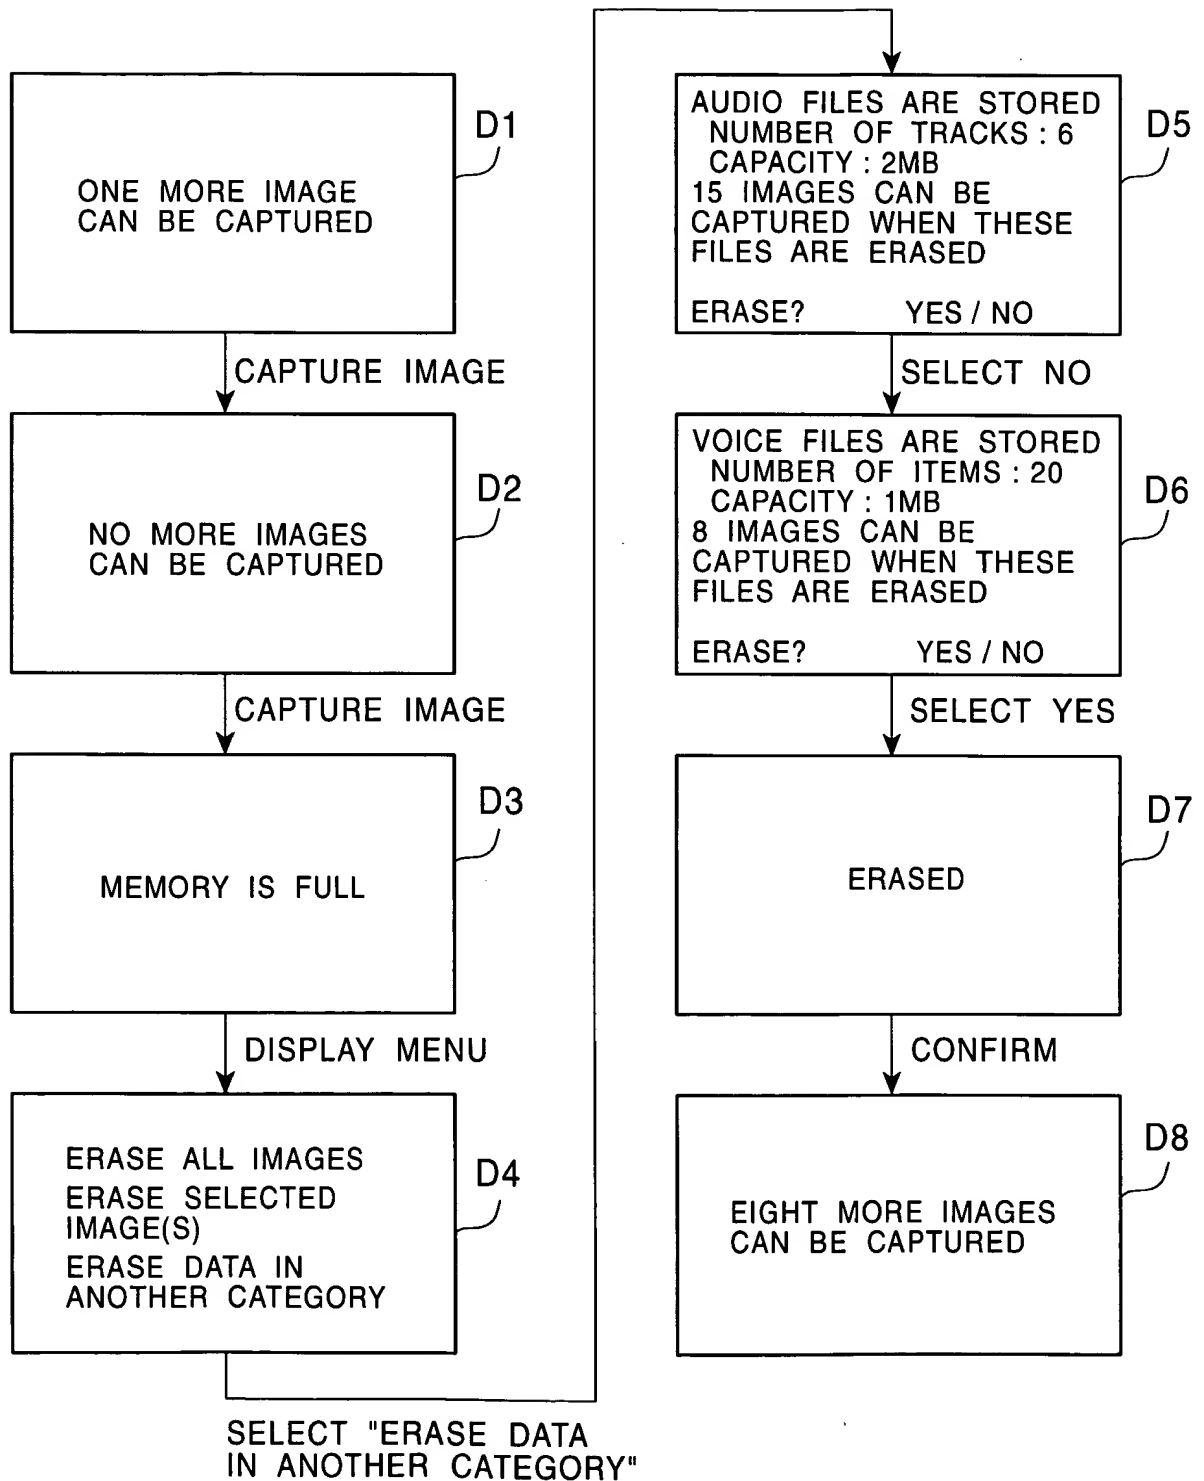 D1
ONE MORE IMAGE
CAN BE CAPTURED
CAPTURE IMAGE
D2
NO MORE IMAGES
CAN BE CAPTURED
CAPTURE IMAGE
D3
MEMORY IS FULL
DISPLAY MENU
D4
ERASE ALL IMAGES
ERASE SELECTED
IMAGE(S)
ERASE DATA IN
ANOTHER CATEGORY
SELECT "ERASE DATA
IN ANOTHER CATEGORY"
D5
AUDIO FILES ARE STORED
NUMBER OF TRACKS : 6
CAPACITY : 2MB
15 IMAGES CAN BE
CAPTURED WHEN THESE
FILES ARE ERASED
ERASE? YES / NO
SELECT NO
D6
VOICE FILES ARE STORED
NUMBER OF ITEMS : 20
CAPACITY : 1MB
8 IMAGES CAN BE
CAPTURED WHEN THESE
FILES ARE ERASED
ERASE? YES / NO
SELECT YES
D7
ERASED
CONFIRM
D8
EIGHT MORE IMAGES
CAN BE CAPTURED